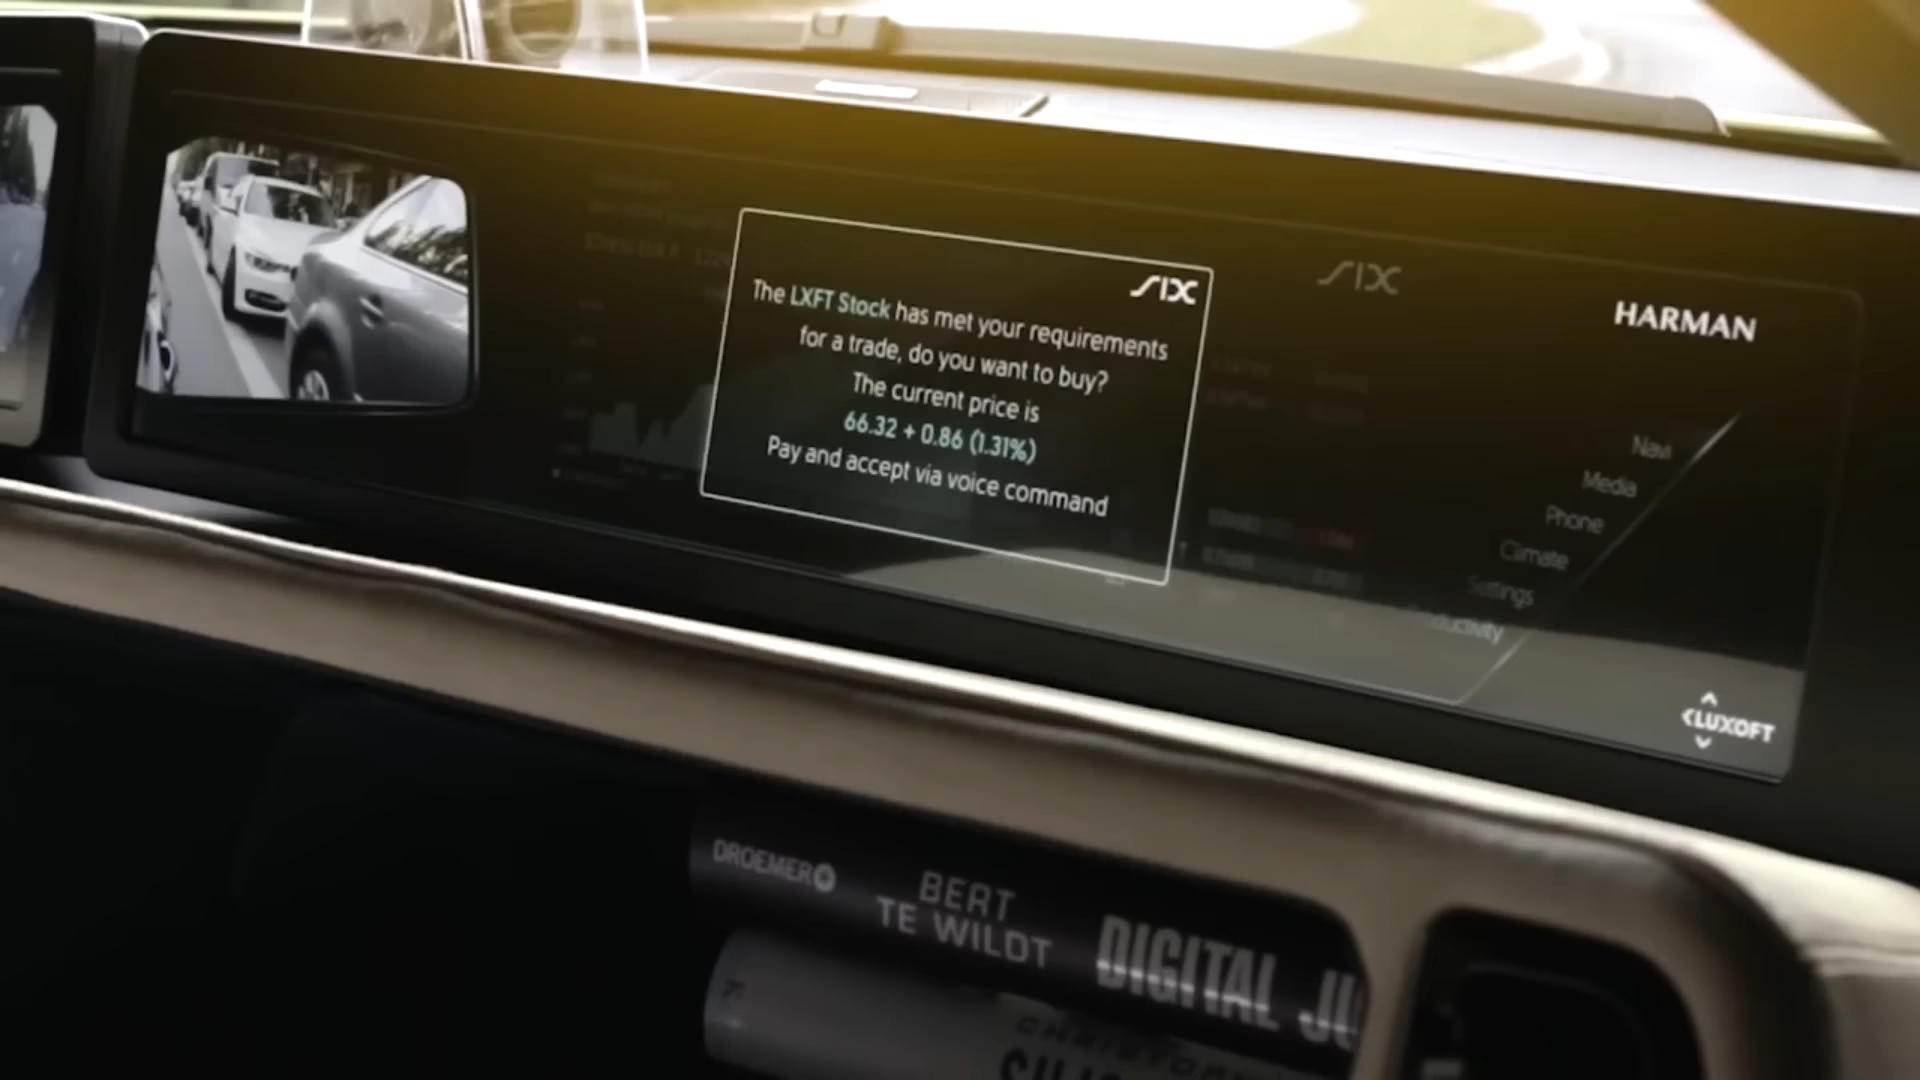 SIX
The LXFT Stock has met your requirements
for a trade, do you want to buy?
The current price is
66.32 + 0.86 (1.31%)
Pay and accept via voice command
SIX
HARMAN
Navi
Media
Phone
Climate
Settings
LUXOFT
DROEMER
BERT
TE WILDT
DIGITAL